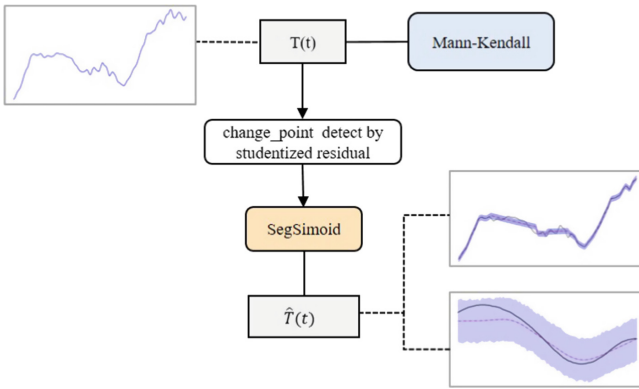 T(t)
Mann-Kendall
change_point detect by
studentized residual
SegSimoid
T̂(t)